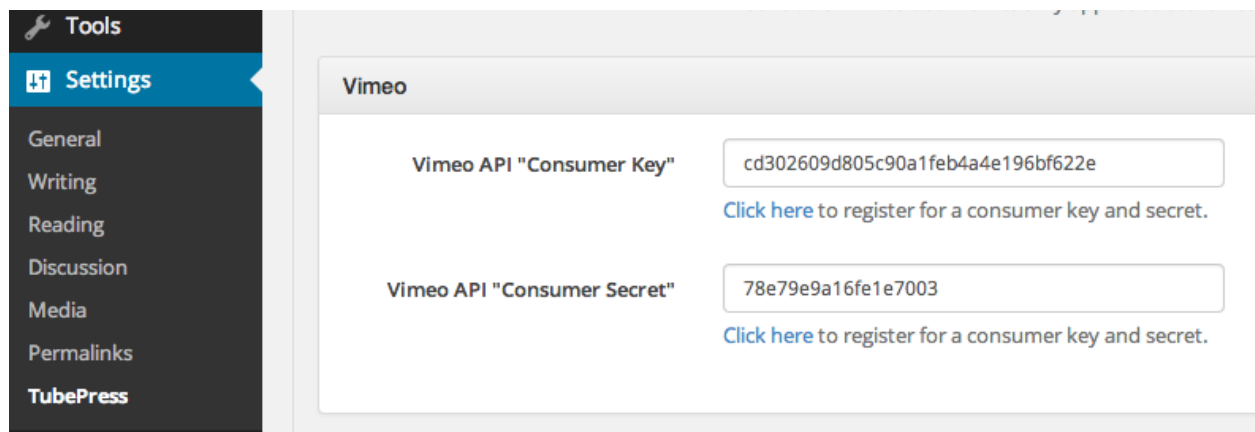 Tools
Settings
General
Writing
Reading
Discussion
Media
Permalinks
TubePress
Vimeo
Vimeo API "Consumer Key"
cd302609d805c90a1feb4a4e196bf622e
Click here to register for a consumer key and secret.
Vimeo API "Consumer Secret"
78e79e9a16fe1e7003
Click here to register for a consumer key and secret.